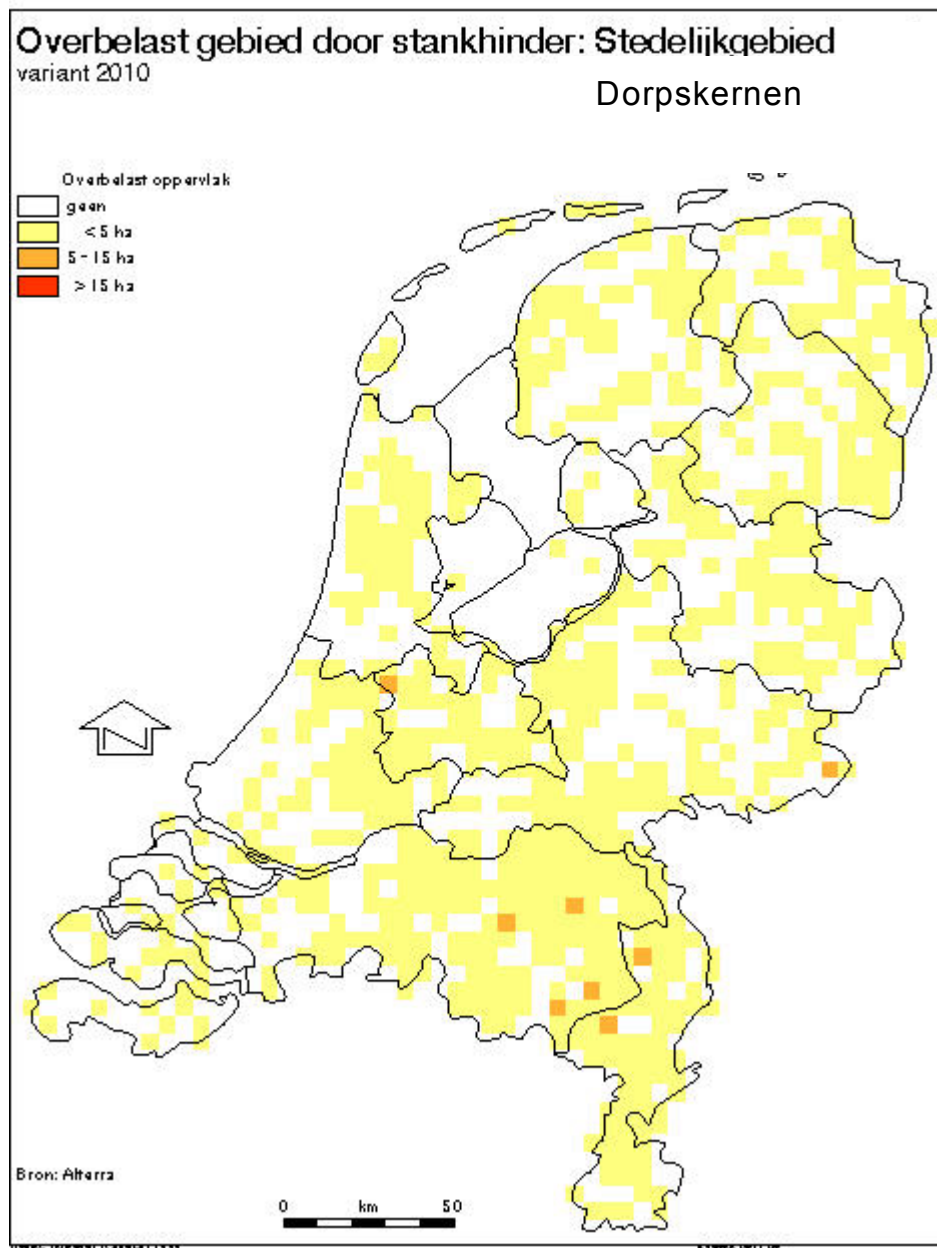 Overbelast gebied door stankhinder: Stedelijkgebied
variant 2010
Dorpskernen
Overbelast oppervlak
geen
< 5 ha
5 - 15 ha
> 15 ha
Bron: Alterra
0 km 50